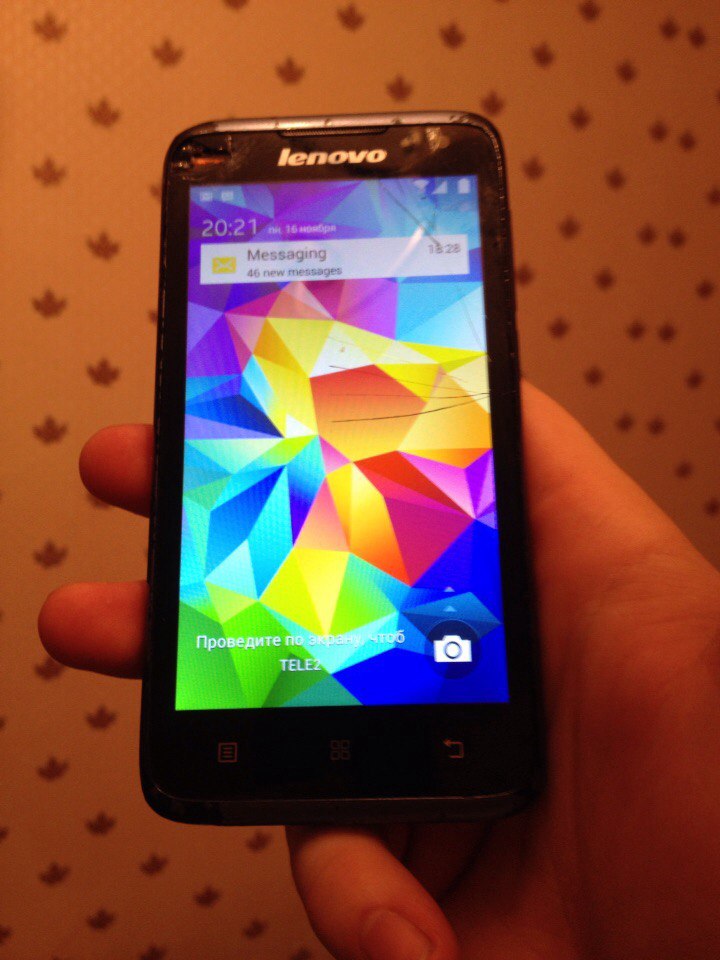 lenovo
20:21 пн, 16 ноября
Messaging 18:28
46 new messages
Проведите по экрану, чтоб
TELE2